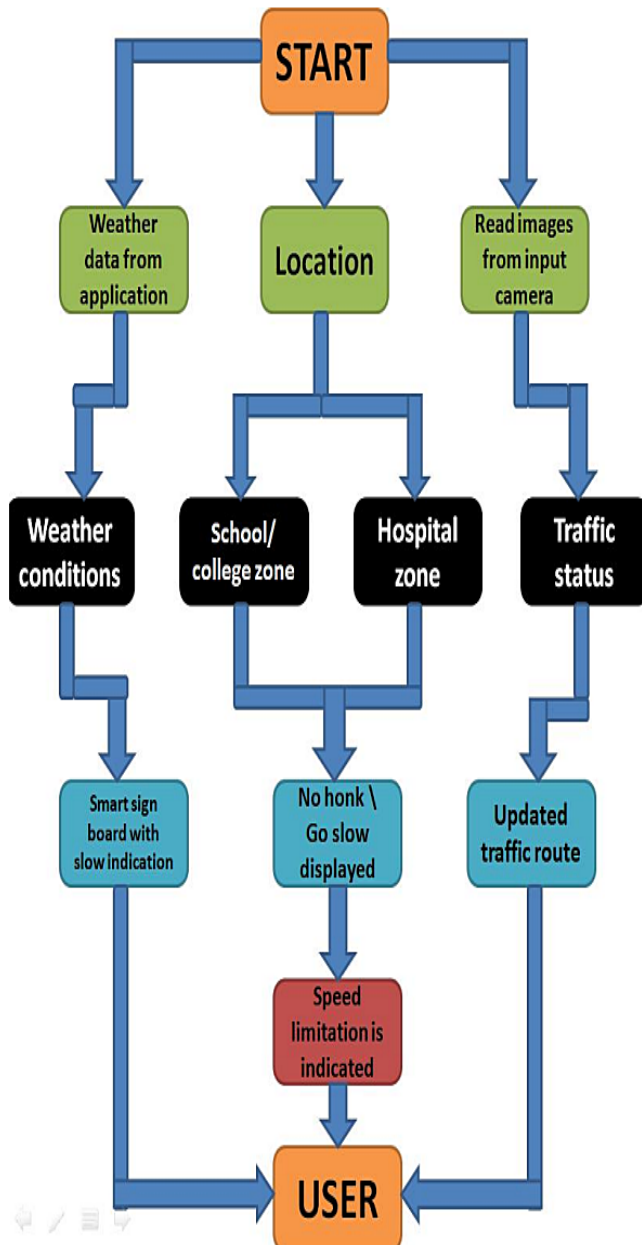 START
Weather
data from
application
Location
Read images
from input
camera
Weather
conditions
School/
college zone
Hospital
zone
Traffic
status
Smart sign
board with
slow indication
No honk \
Go slow
displayed
Updated
traffic route
Speed
limitation is
indicated
USER